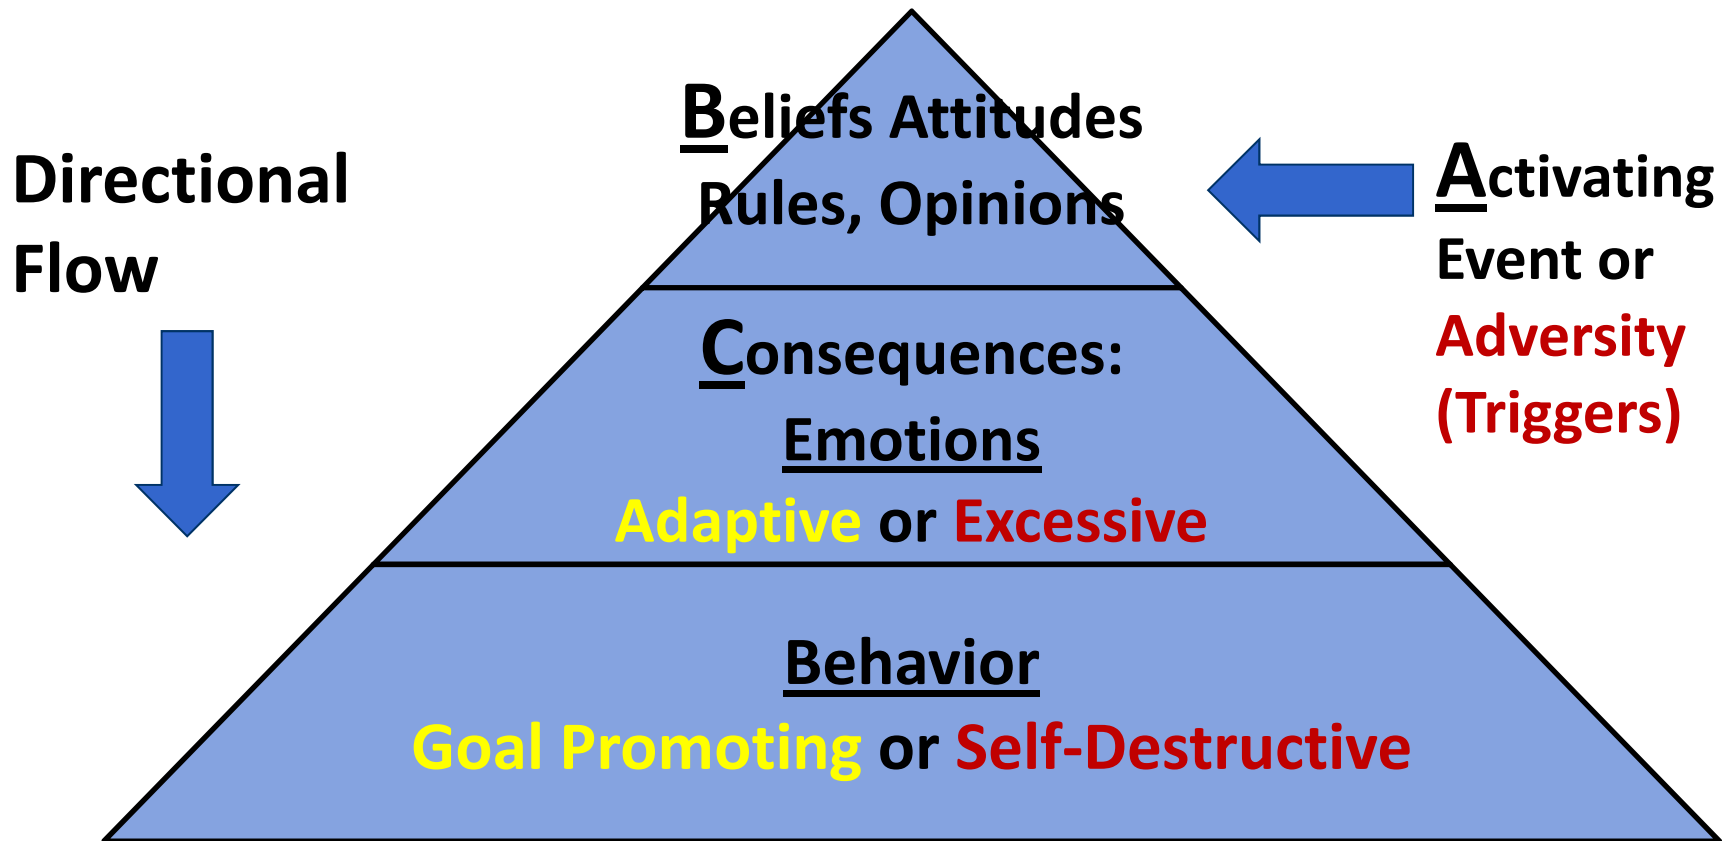 Directional
Flow
Beliefs Attitudes
Rules, Opinions
Consequences:
Emotions
Adaptive or Excessive
Behavior
Goal Promoting or Self-Destructive
Activating
Event or
Adversity
(Triggers)